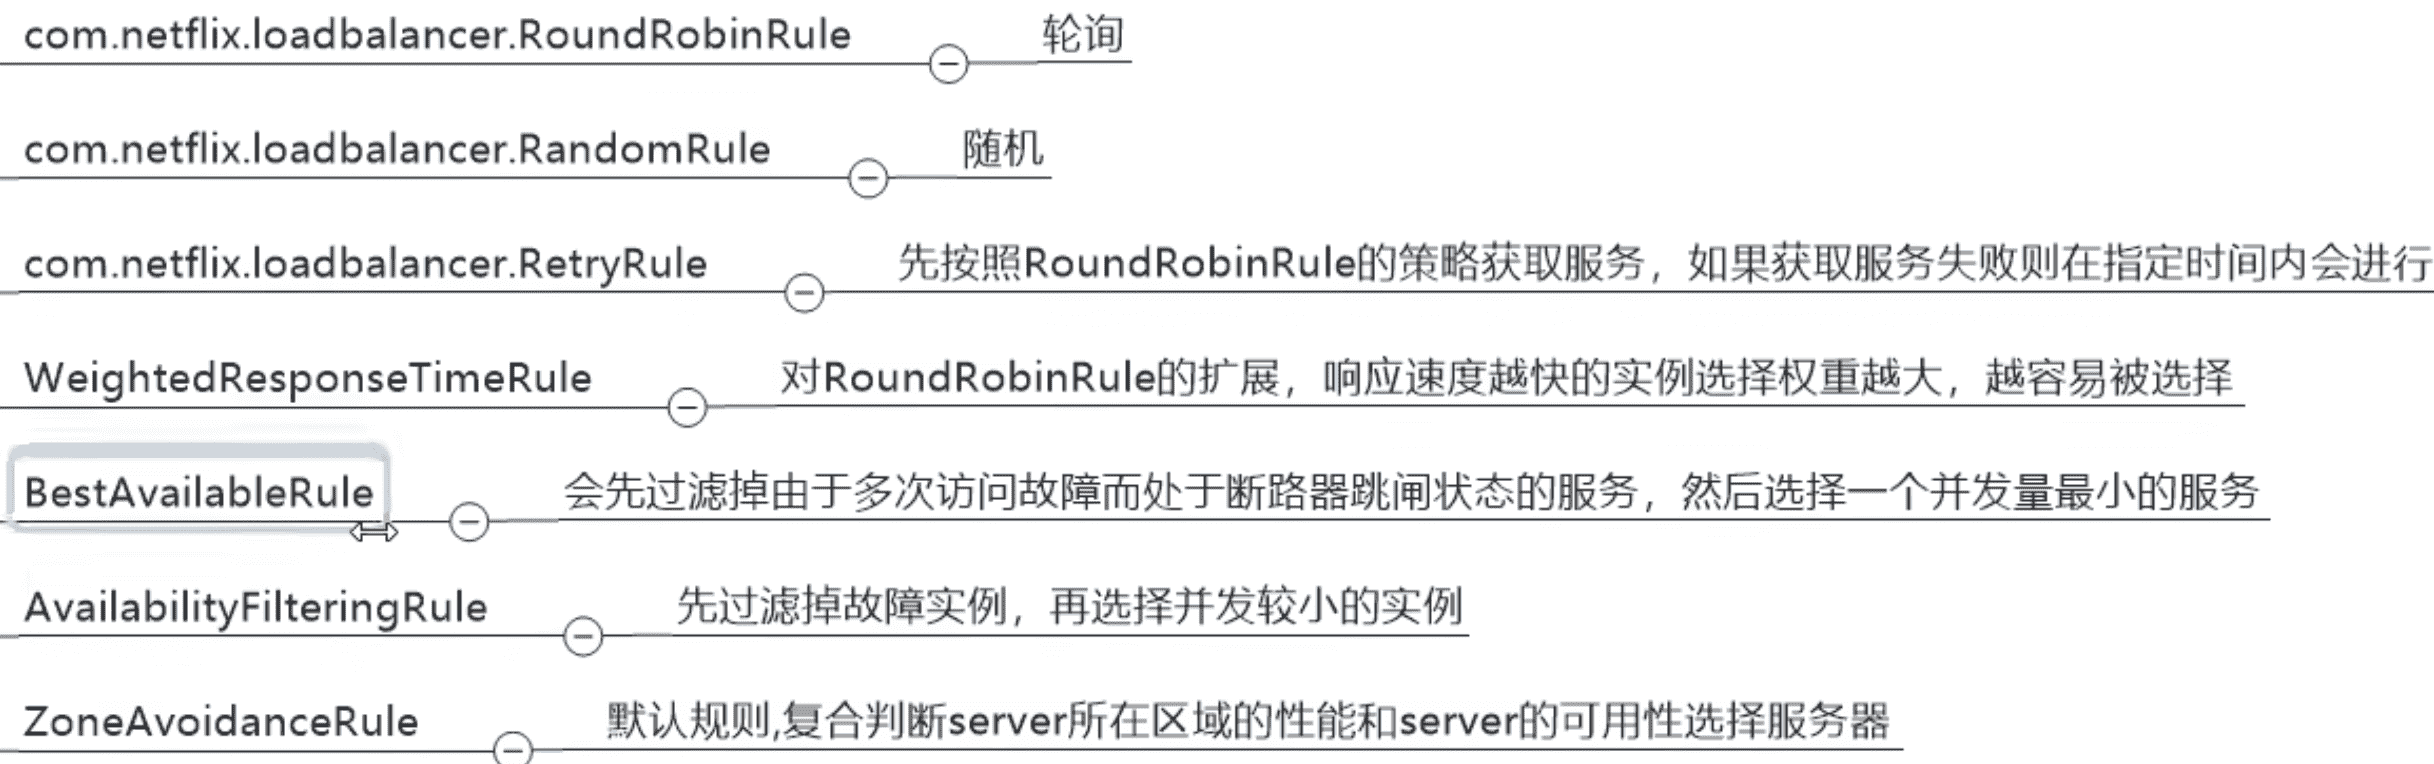 com.netflix.loadbalancer.RoundRobinRule 轮询
com.netflix.loadbalancer.RandomRule 随机
com.netflix.loadbalancer.RetryRule 先按照RoundRobinRule的策略获取服务，如果获取服务失败则在指定时间内会进行
WeightedResponseTimeRule 对RoundRobinRule的扩展，响应速度越快的实例选择权重越大，越容易被选择
BestAvailableRule 会先过滤掉由于多次访问故障而处于断路器跳闸状态的服务，然后选择一个并发量最小的服务
AvailabilityFilteringRule 先过滤掉故障实例，再选择并发较小的实例
ZoneAvoidanceRule 默认规则,复合判断server所在区域的性能和server的可用性选择服务器